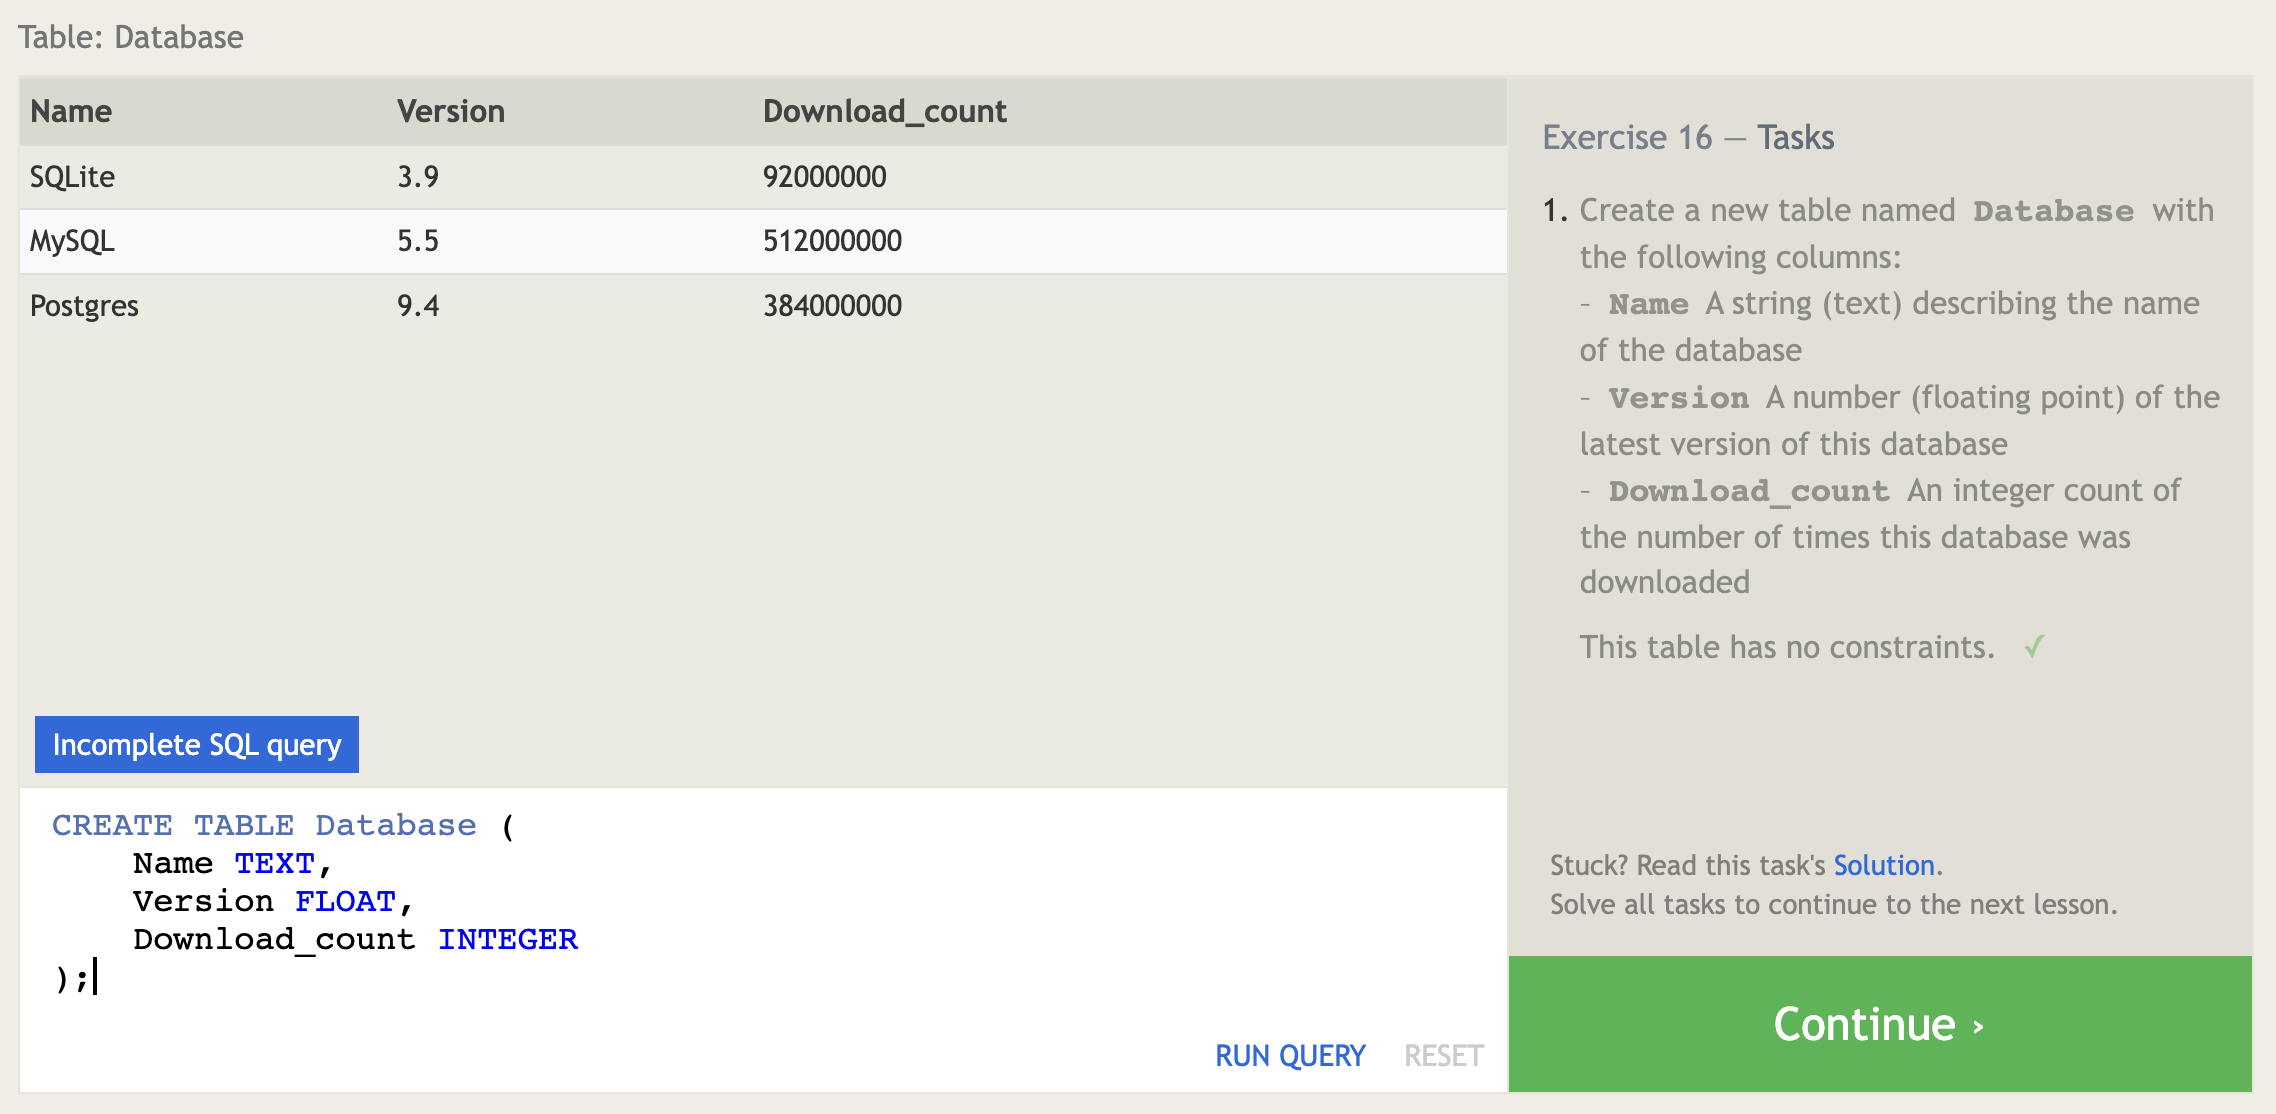 Table: Database
Name Version Download_count
SQLite 3.9 92000000
MySQL 5.5 512000000
Postgres 9.4 384000000
Incomplete SQL query
CREATE TABLE Database (
    Name TEXT,
    Version FLOAT,
    Download_count INTEGER
);
RUN QUERY RESET
Exercise 16 — Tasks
1. Create a new table named Database with
the following columns:
– Name A string (text) describing the name
of the database
– Version A number (floating point) of the
latest version of this database
– Download_count An integer count of
the number of times this database was
downloaded
This table has no constraints. ✓
Stuck? Read this task's Solution.
Solve all tasks to continue to the next lesson.
Continue ›